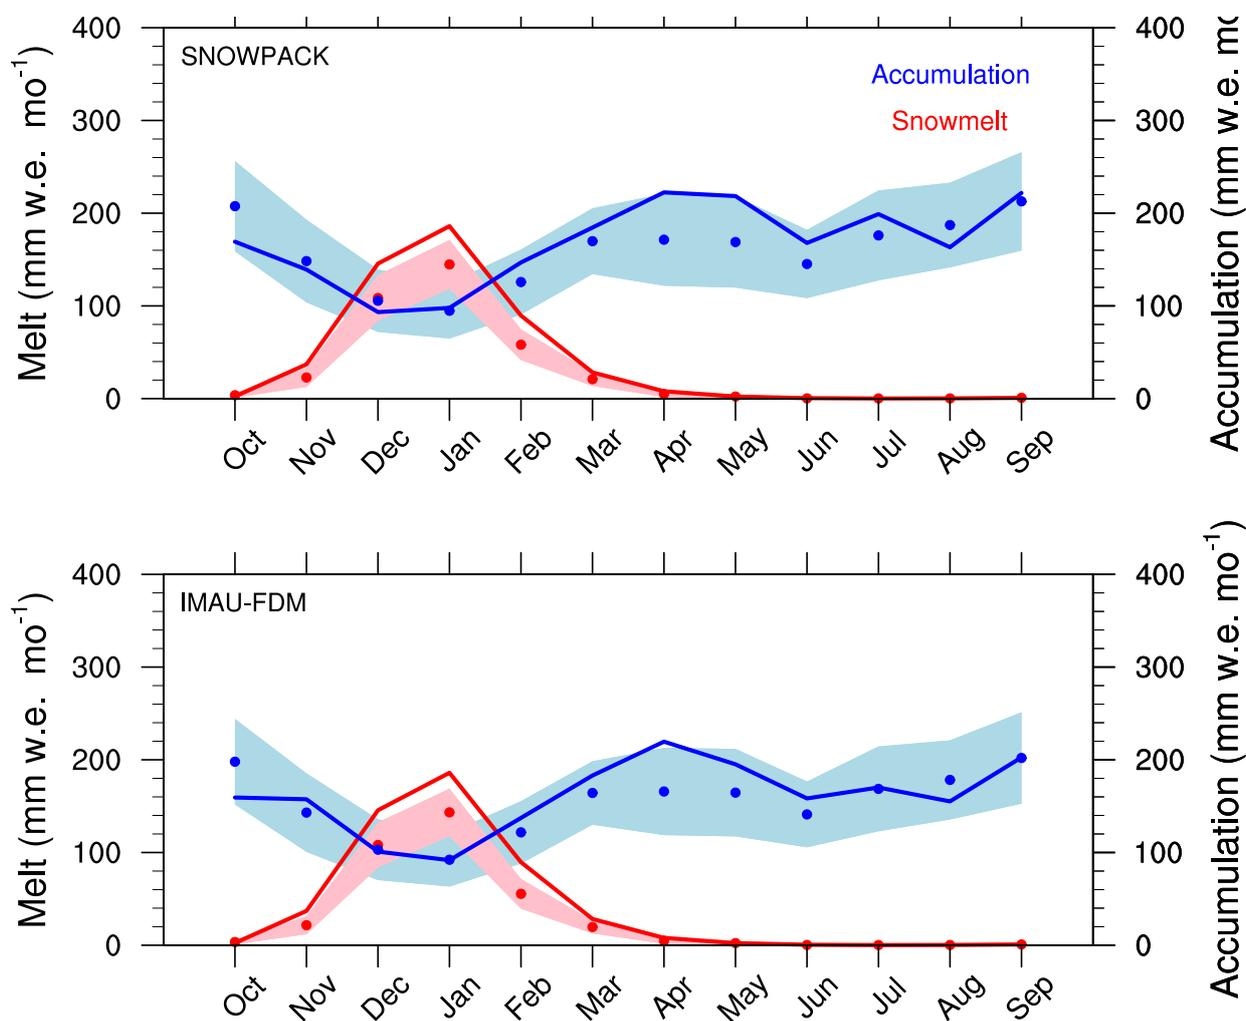 400 400
SNOWPACK
Accumulation
Snowmelt
300 300
200 200
100 100
0 0
Melt (mm w.e. mo-1)
Accumulation (mm w.e.
Oct Nov Dec Jan Feb Mar Apr May Jun Jul Aug Sep
400 400
IMAU-FDM
300 300
200 200
100 100
0 0
Melt (mm w.e. mo-1)
Accumulation (mm w.e. mo-1)
Oct Nov Dec Jan Feb Mar Apr May Jun Jul Aug Sep